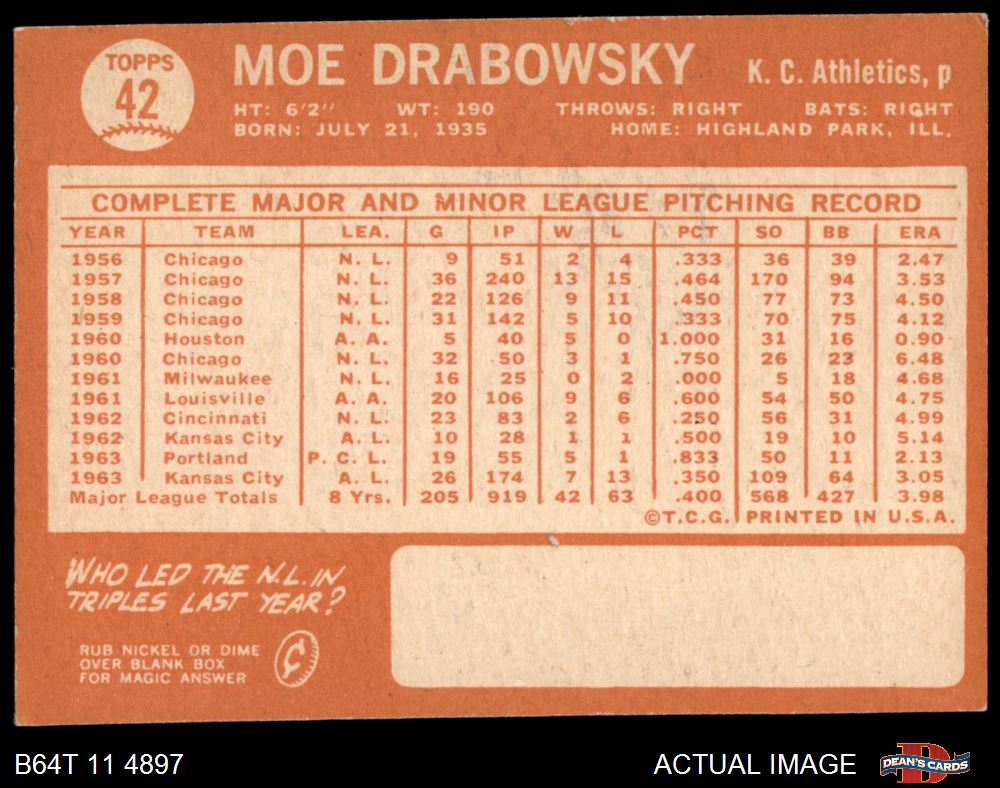 TOPPS
42
MOE DRABOWSKY K. C. Athletics, p
HT: 6'2" WT: 190 THROWS: RIGHT BATS: RIGHT
BORN: JULY 21, 1935 HOME: HIGHLAND PARK, ILL.
COMPLETE MAJOR AND MINOR LEAGUE PITCHING RECORD
YEAR TEAM LEA. G IP W L PCT SO BB ERA
1956 Chicago N. L. 9 51 2 4 .333 36 39 2.47
1957 Chicago N. L. 36 240 13 15 .464 170 94 3.53
1958 Chicago N. L. 22 126 9 11 .450 77 73 4.50
1959 Chicago N. L. 31 142 5 10 .333 70 75 4.12
1960 Houston A. A. 5 40 5 0 1.000 31 16 0.90
1960 Chicago N. L. 32 50 3 1 .750 26 23 6.48
1961 Milwaukee N. L. 16 25 0 2 .000 5 18 4.68
1961 Louisville A. A. 20 106 9 6 .600 54 50 4.75
1962 Cincinnati N. L. 23 83 2 6 .250 56 31 4.99
1962 Kansas City A. L. 10 28 1 1 .500 19 10 5.14
1963 Portland P. C. L. 19 55 5 1 .833 50 11 2.13
1963 Kansas City A. L. 26 174 7 13 .350 109 64 3.05
Major League Totals 8 Yrs. 205 919 42 63 .400 568 427 3.98
©T.C.G. PRINTED IN U.S.A.
WHO LED THE N.L. IN
TRIPLES LAST YEAR?
RUB NICKEL OR DIME
OVER BLANK BOX
FOR MAGIC ANSWER
¢
B64T 11 4897 ACTUAL IMAGE DEAN'S CARDS